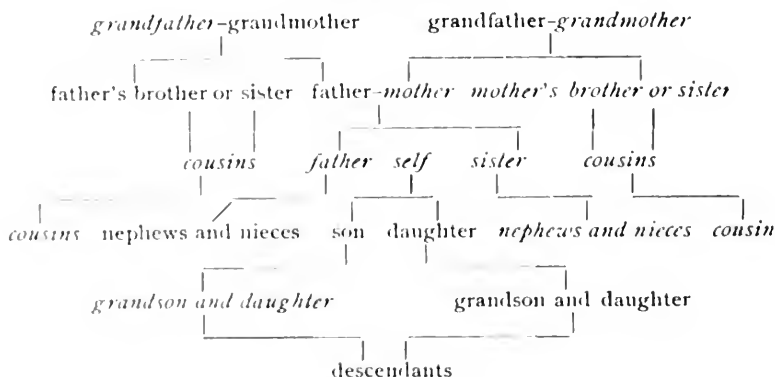 grandfather-grandmother grandfather-grandmother
father's brother or sister father-mother mother's brother or sister
cousins father self sister cousins
cousins nephews and nieces son daughter nephews and nieces cousin
grandson and daughter grandson and daughter
descendants